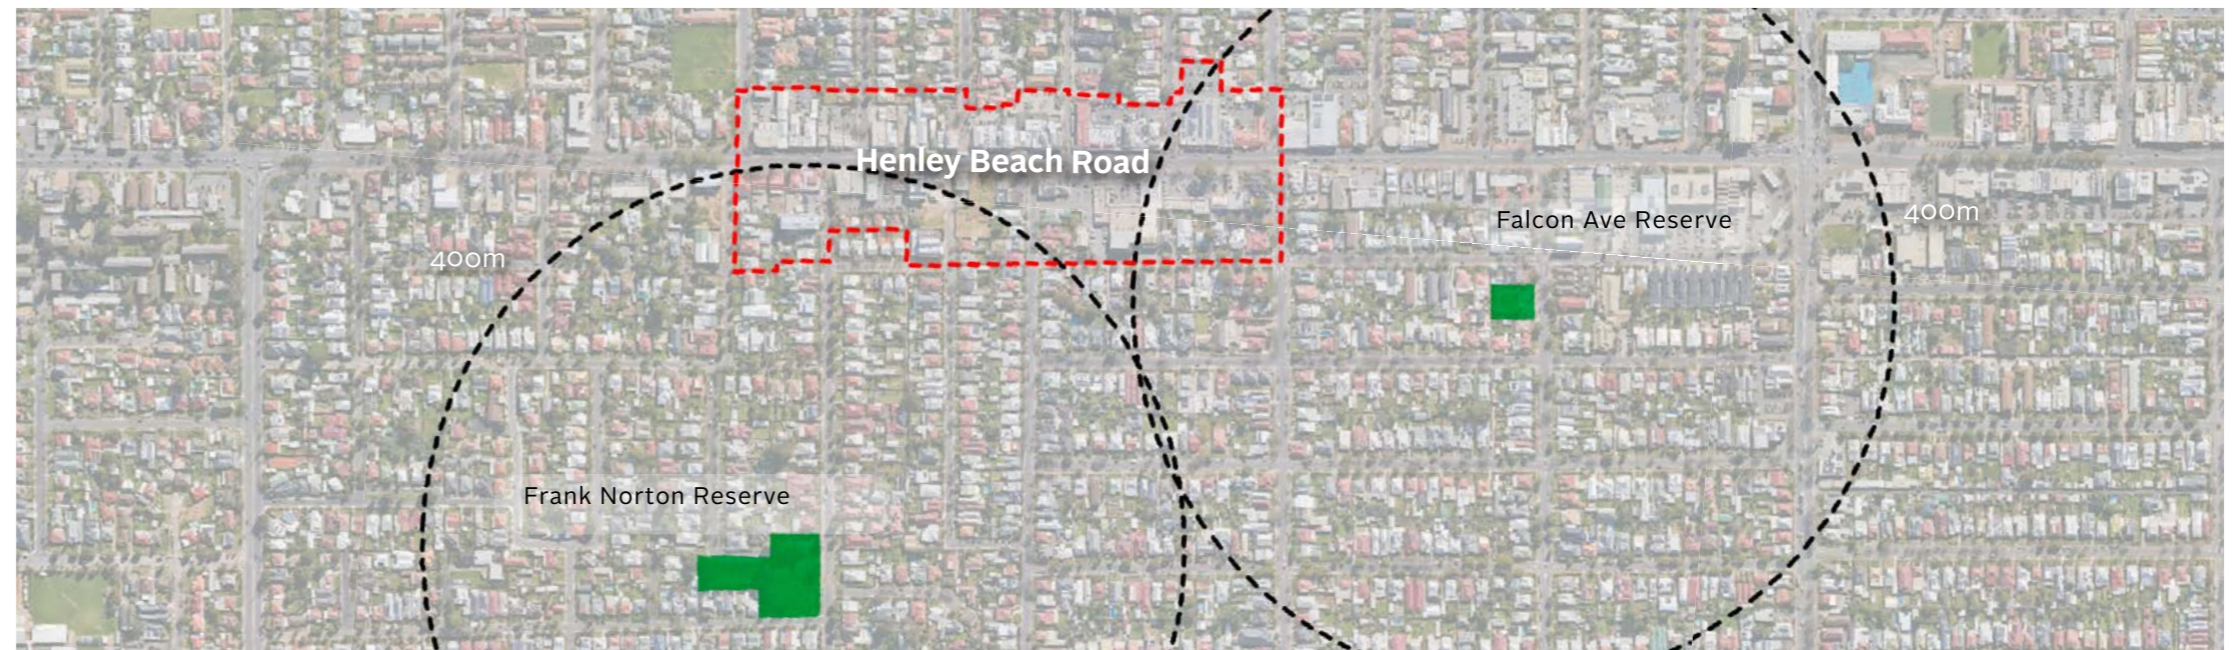 Henley Beach Road
Falcon Ave Reserve
400m
400m
Frank Norton Reserve